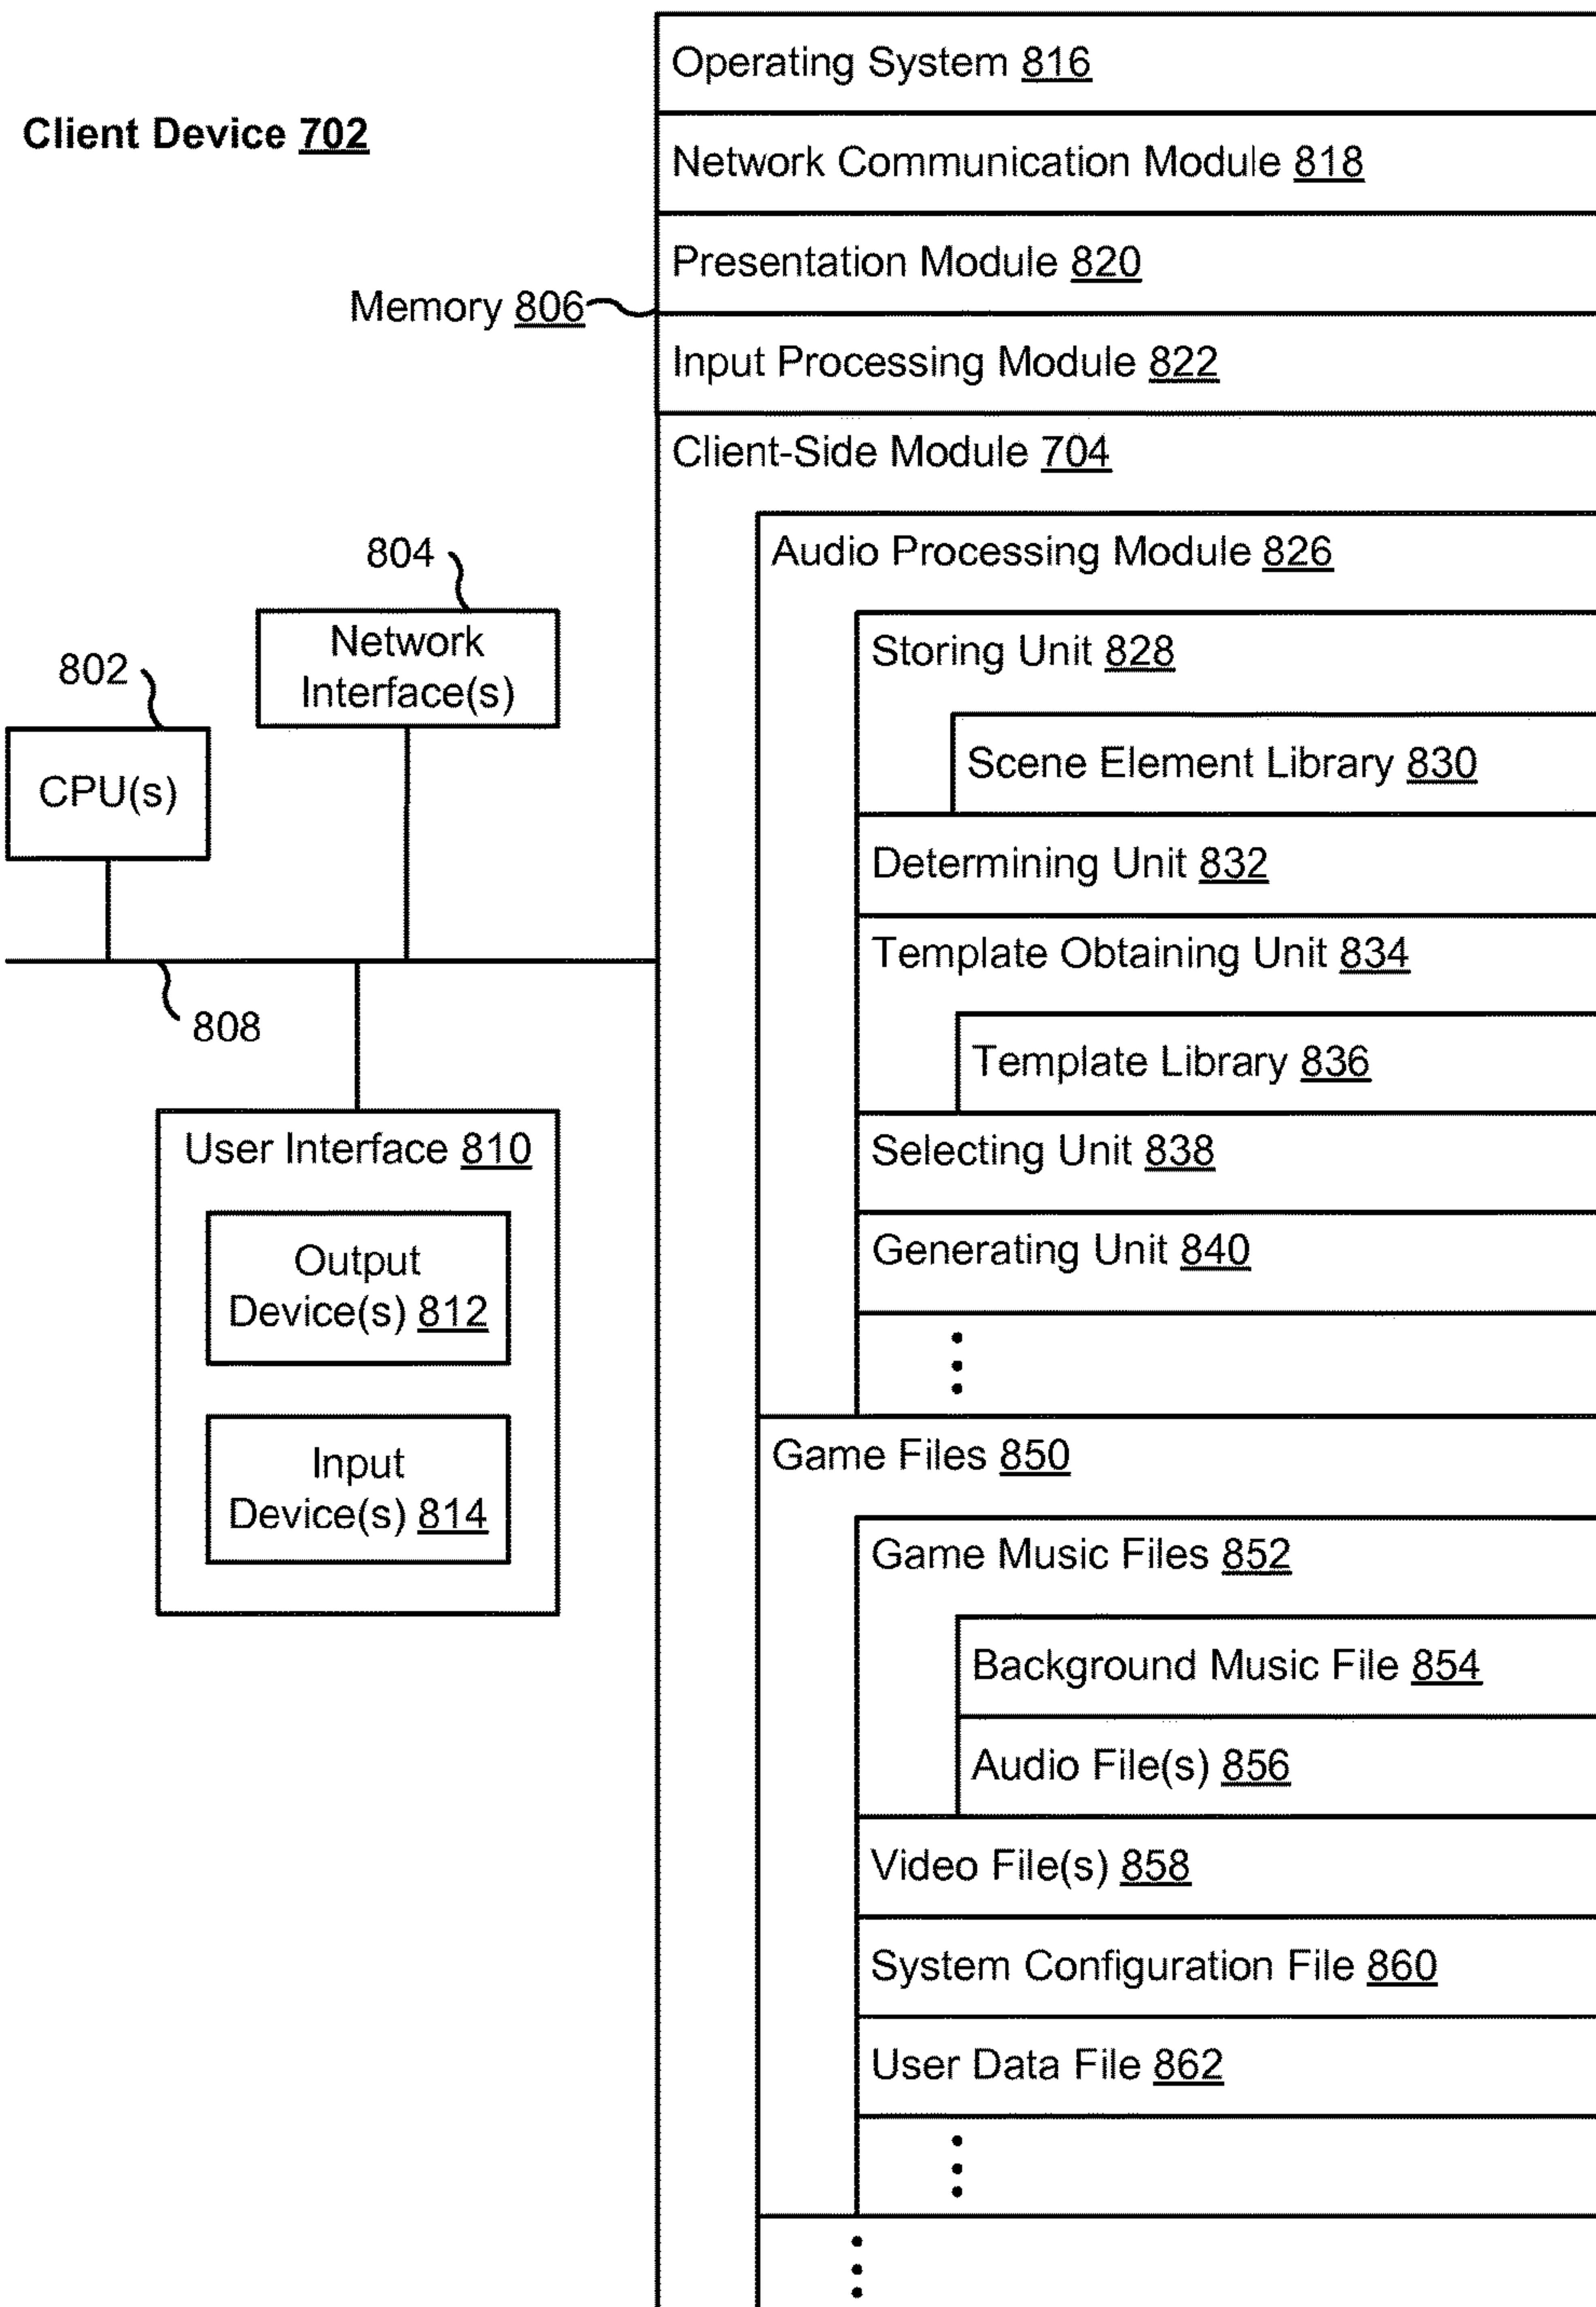 Client Device 702
Memory 806
804
Network
Interface(s)
802
CPU(s)
808
User Interface 810
Output
Device(s) 812
Input
Device(s) 814
Operating System 816
Network Communication Module 818
Presentation Module 820
Input Processing Module 822
Client-Side Module 704
Audio Processing Module 826
Storing Unit 828
Scene Element Library 830
Determining Unit 832
Template Obtaining Unit 834
Template Library 836
Selecting Unit 838
Generating Unit 840
Game Files 850
Game Music Files 852
Background Music File 854
Audio File(s) 856
Video File(s) 858
System Configuration File 860
User Data File 862